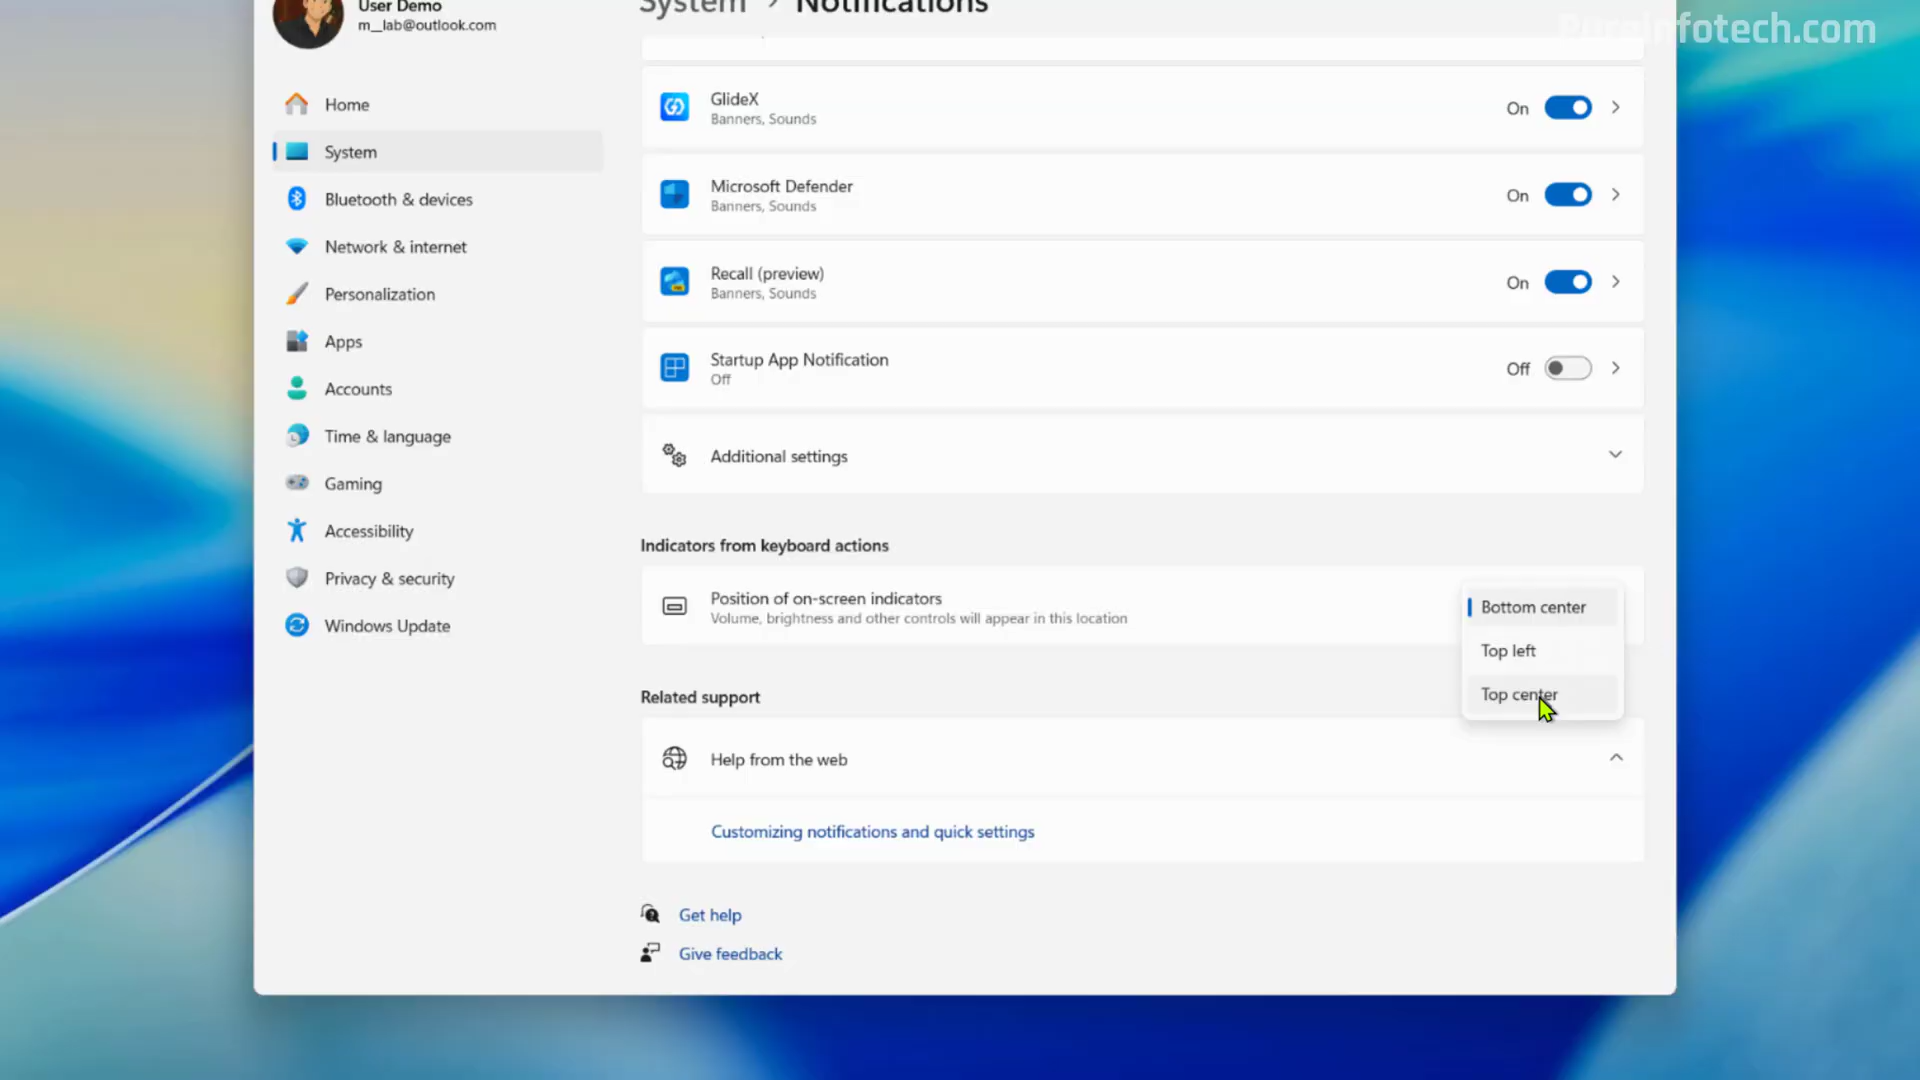 Pureinfotech.com
User Demo
m_lab@outlook.com
System > Notifications
Home
System
Bluetooth & devices
Network & internet
Personalization
Apps
Accounts
Time & language
Gaming
Accessibility
Privacy & security
Windows Update
GlideX
Banners, Sounds
On
Microsoft Defender
Banners, Sounds
On
Recall (preview)
Banners, Sounds
On
Startup App Notification
Off
Off
Additional settings
Indicators from keyboard actions
Position of on-screen indicators
Volume, brightness and other controls will appear in this location
Bottom center
Top left
Top center
Related support
Help from the web
Customizing notifications and quick settings
Get help
Give feedback